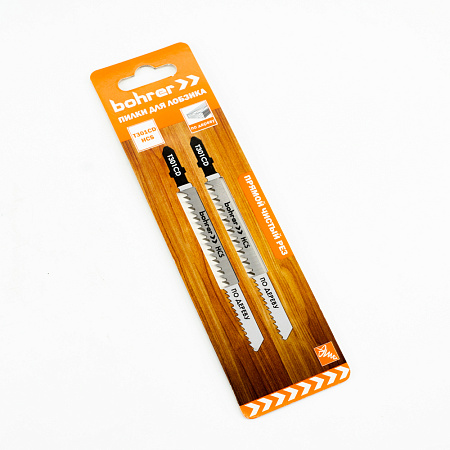 bohrer
ПИЛКИ ДЛЯ ЛОБЗИКА
T301CD
HCS
по дереву
T301CD
T301CD
bohrer HCS
bohrer HCS
ПО ДЕРЕВУ
ПО ДЕРЕВУ
ПРЯМОЙ ЧИСТЫЙ РЕЗ